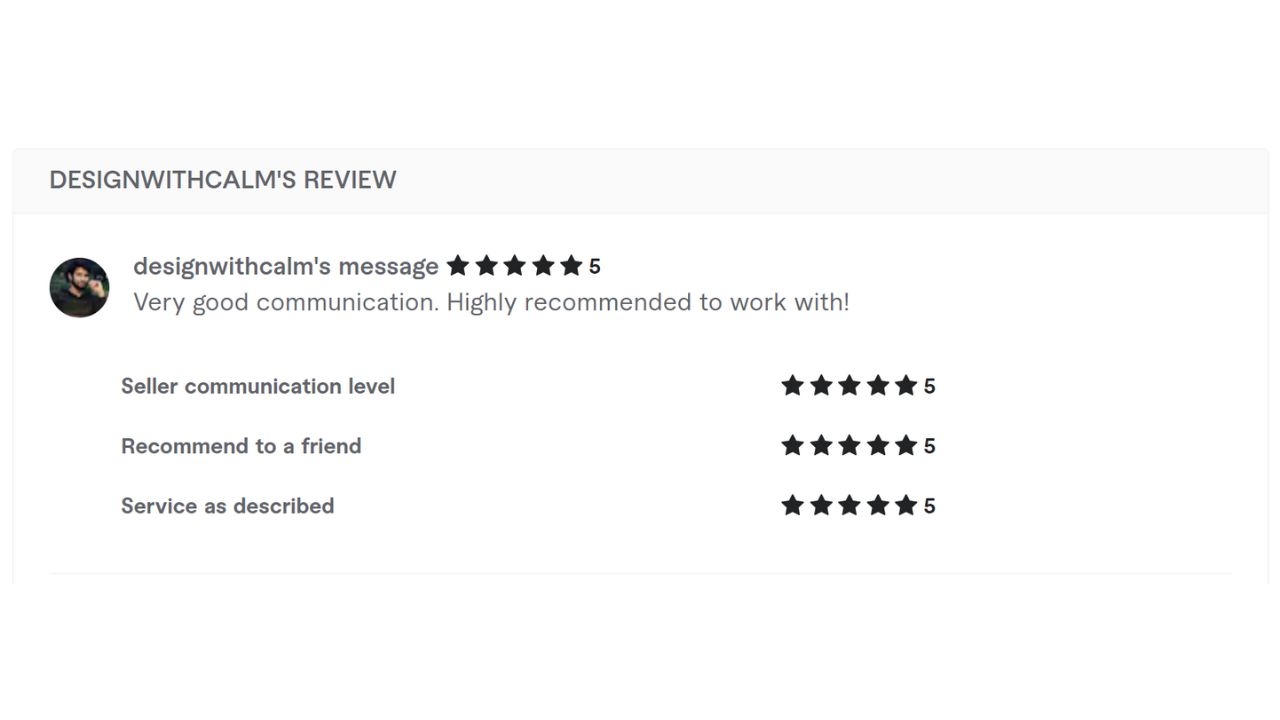 DESIGNWITHCALM'S REVIEW
designwithcalm's message ★★★★★ 5
Very good communication. Highly recommended to work with!
Seller communication level ★★★★★ 5
Recommend to a friend ★★★★★ 5
Service as described ★★★★★ 5